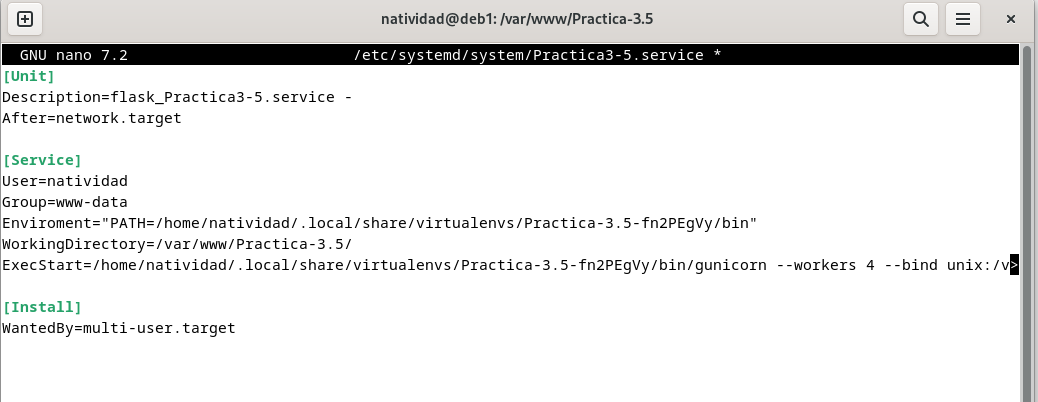 natividad@deb1: /var/www/Practica-3.5
GNU nano 7.2 /etc/systemd/system/Practica3-5.service *
[Unit]
Description=flask_Practica3-5.service -
After=network.target
[Service]
User=natividad
Group=www-data
Enviroment="PATH=/home/natividad/.local/share/virtualenvs/Practica-3.5-fn2PEgVy/bin"
WorkingDirectory=/var/www/Practica-3.5/
ExecStart=/home/natividad/.local/share/virtualenvs/Practica-3.5-fn2PEgVy/bin/gunicorn --workers 4 --bind unix:/v>
[Install]
WantedBy=multi-user.target